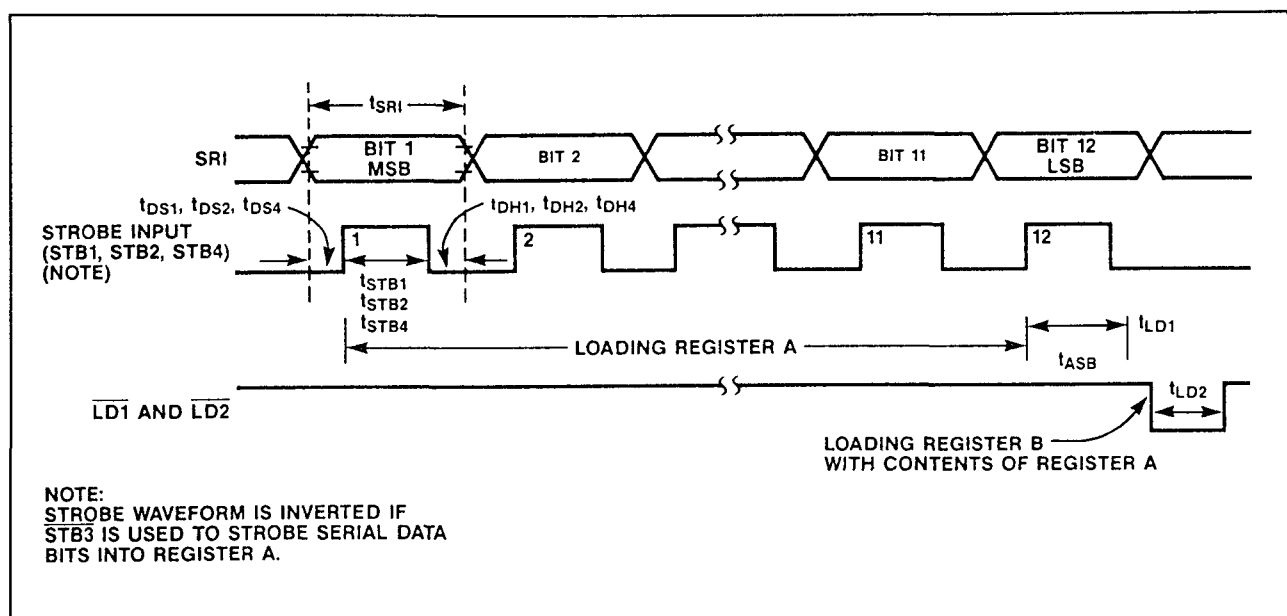 tSRI
SRI
BIT 1
MSB
BIT 2
BIT 11
BIT 12
LSB
tDS1, tDS2, tDS4
tDH1, tDH2, tDH4
STROBE INPUT
(STB1, STB2, STB4)
(NOTE)
1
2
11
12
tSTB1
tSTB2
tSTB4
LOADING REGISTER A
tLD1
tASB
LD1 AND LD2
tLD2
LOADING REGISTER B
WITH CONTENTS OF REGISTER A
NOTE:
STROBE WAVEFORM IS INVERTED IF
STB3 IS USED TO STROBE SERIAL DATA
BITS INTO REGISTER A.